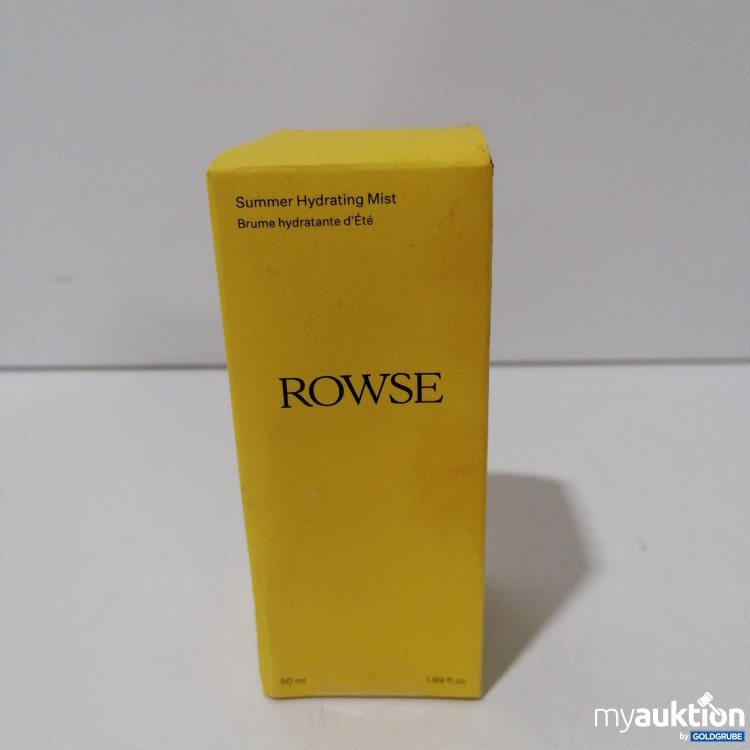 Summer Hydrating Mist
Brume hydratante d'Été
ROWSE
50 ml 1.69 fl.oz
myauktion
by GOLDGRUBE